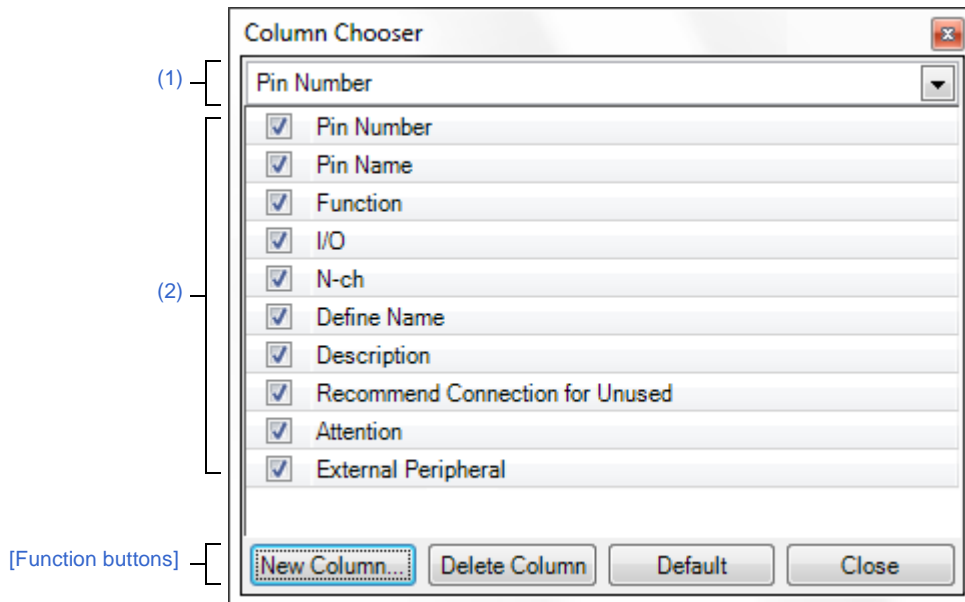 Column Chooser
(1)
Pin Number
(2)
Pin Number
Pin Name
Function
I/O
N-ch
Define Name
Description
Recommend Connection for Unused
Attention
External Peripheral
[Function buttons]
New Column... Delete Column Default Close